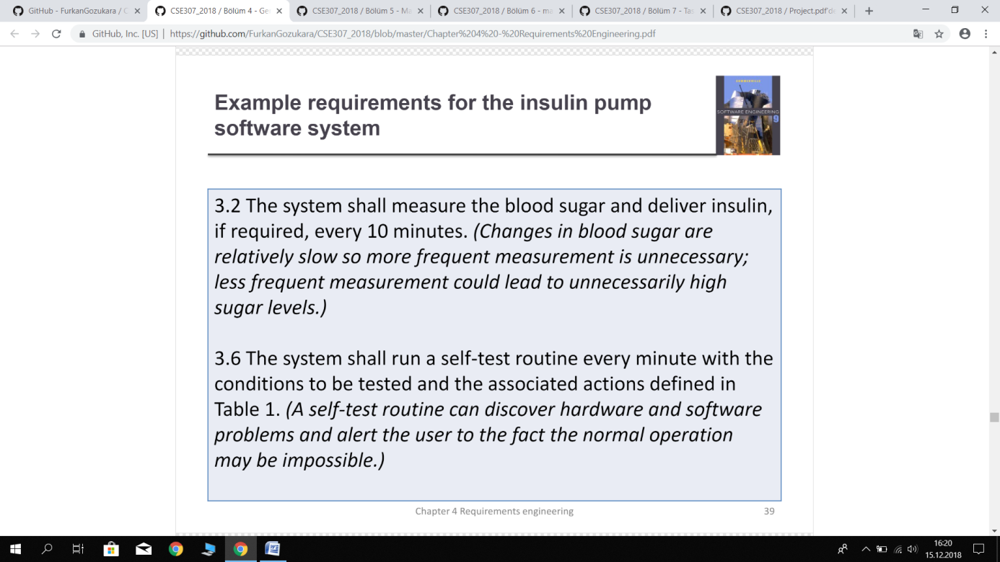 GitHub - FurkanGozukara / C
CSE307_2018 / Bölüm 4 - Ge
CSE307_2018 / Bölüm 5 - Ma
CSE307_2018 / Bölüm 6 - ma
CSE307_2018 / Bölüm 7 - Tas
CSE307_2018 / Project.pdf'de
GitHub, Inc. [US] | https://github.com/FurkanGozukara/CSE307_2018/blob/master/Chapter%204%20-%20Requirements%20Engineering.pdf
Example requirements for the insulin pump
software system
SOMMERVILLE
SOFTWARE ENGINEERING
9
3.2 The system shall measure the blood sugar and deliver insulin,
if required, every 10 minutes. (Changes in blood sugar are
relatively slow so more frequent measurement is unnecessary;
less frequent measurement could lead to unnecessarily high
sugar levels.)
3.6 The system shall run a self-test routine every minute with the
conditions to be tested and the associated actions defined in
Table 1. (A self-test routine can discover hardware and software
problems and alert the user to the fact the normal operation
may be impossible.)
Chapter 4 Requirements engineering
39
16:20
15.12.2018